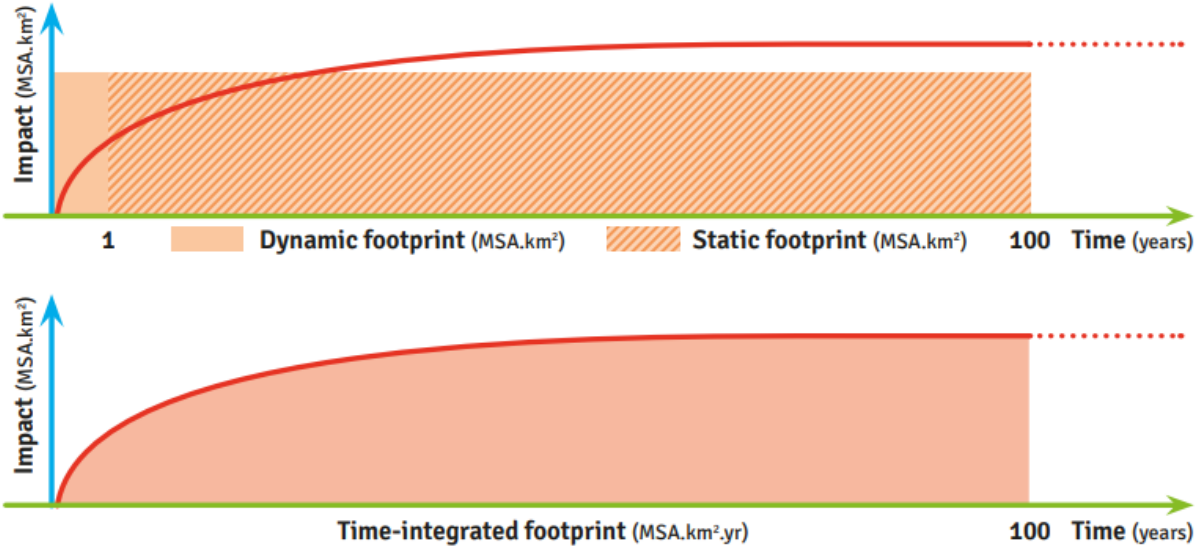 Impact (MSA.km²)
1 Dynamic footprint (MSA.km²) Static footprint (MSA.km²) 100 Time (years)
Impact (MSA.km²)
Time-integrated footprint (MSA.km².yr) 100 Time (years)